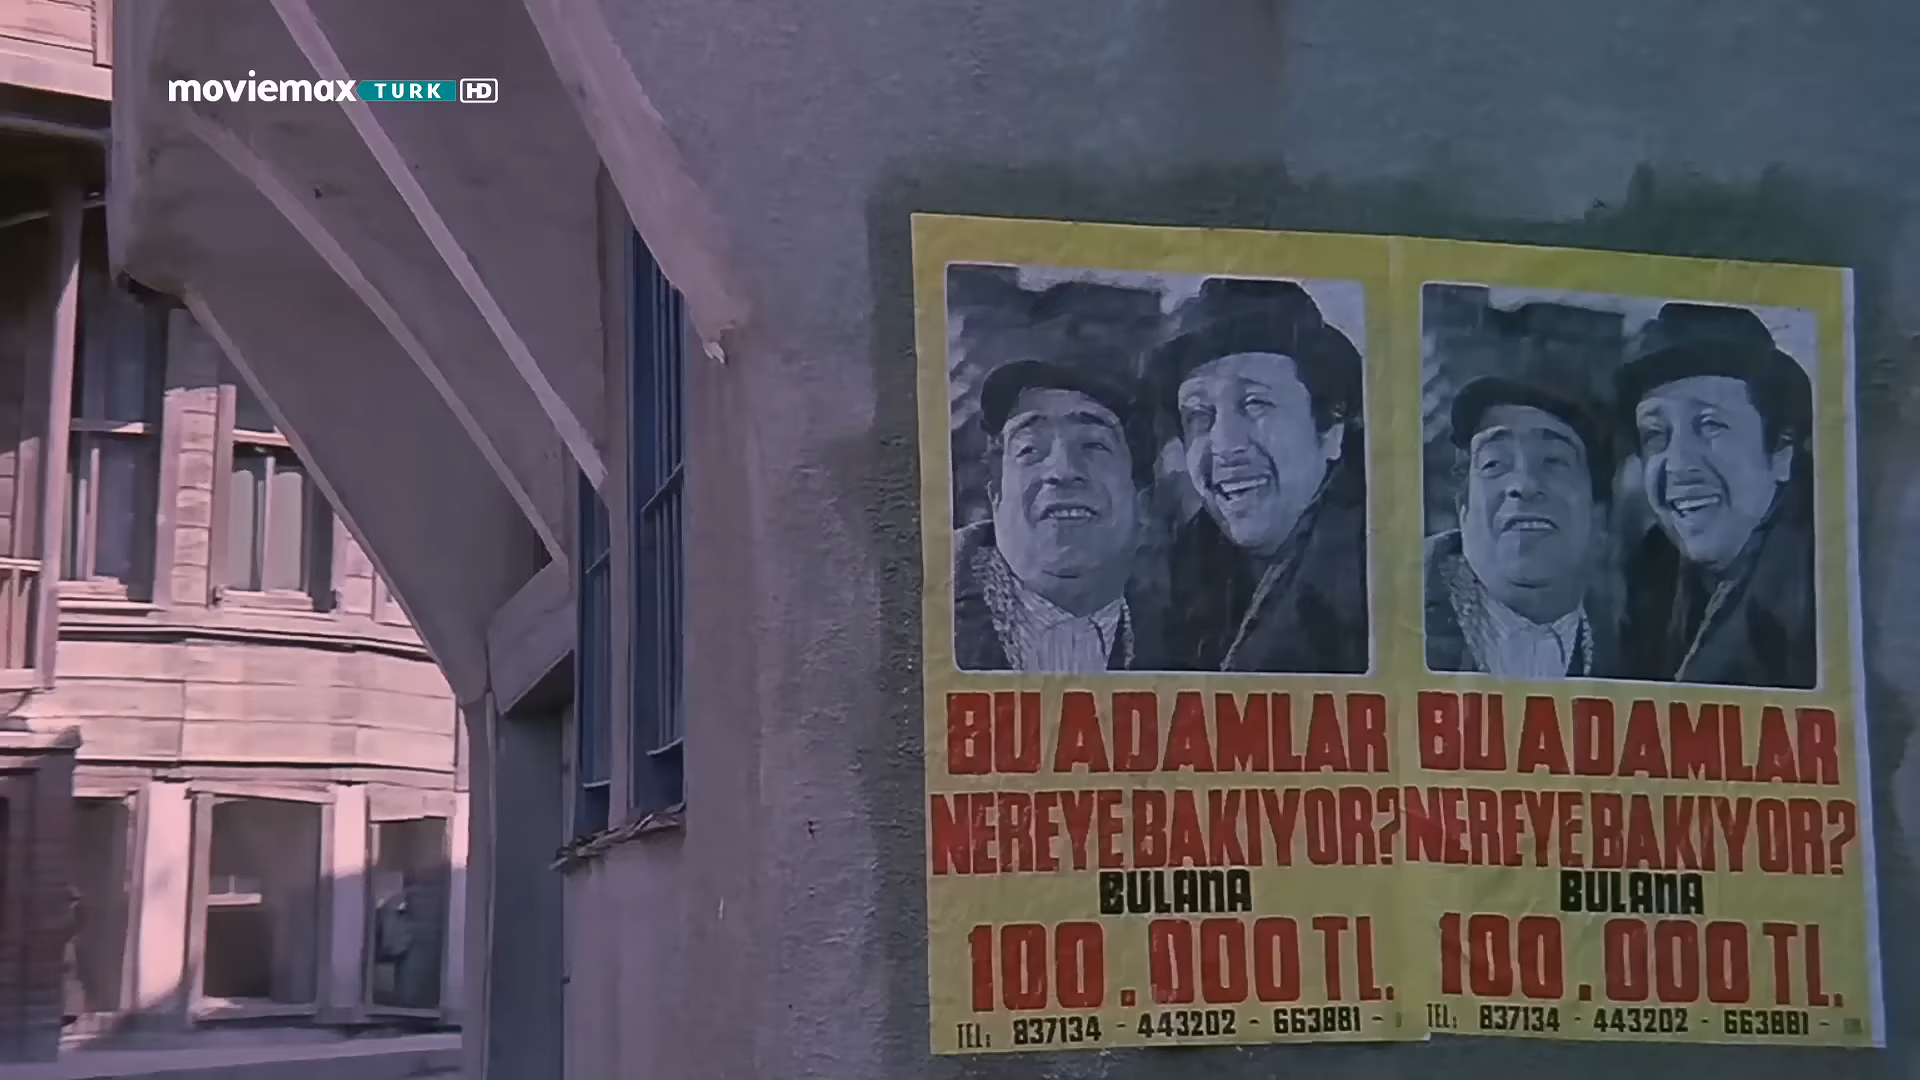 moviemax TURK HD
BU ADAMLAR
NEREYE BAKIYOR?
BULANA
100.000 TL.
TEL: 837134 - 443202 - 663881 -
BU ADAMLAR
NEREYE BAKIYOR?
BULANA
100.000 TL.
TEL: 837134 - 443202 - 663881 -